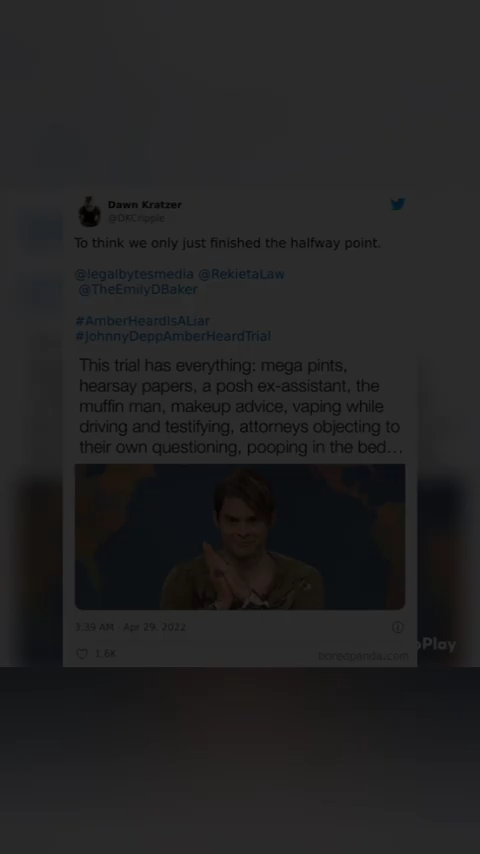 Dawn Kratzer
@DKCripple
To think we only just finished the halfway point.
@legalbytesmedia @RekietaLaw
@TheEmilyDBaker
#AmberHeardIsALiar
#JohnnyDeppAmberHeardTrial
This trial has everything: mega pints,
hearsay papers, a posh ex-assistant, the
muffin man, makeup advice, vaping while
driving and testifying, attorneys objecting to
their own questioning, pooping in the bed...
3:39 AM · Apr 29, 2022
1.6K
boredpanda.com
Play